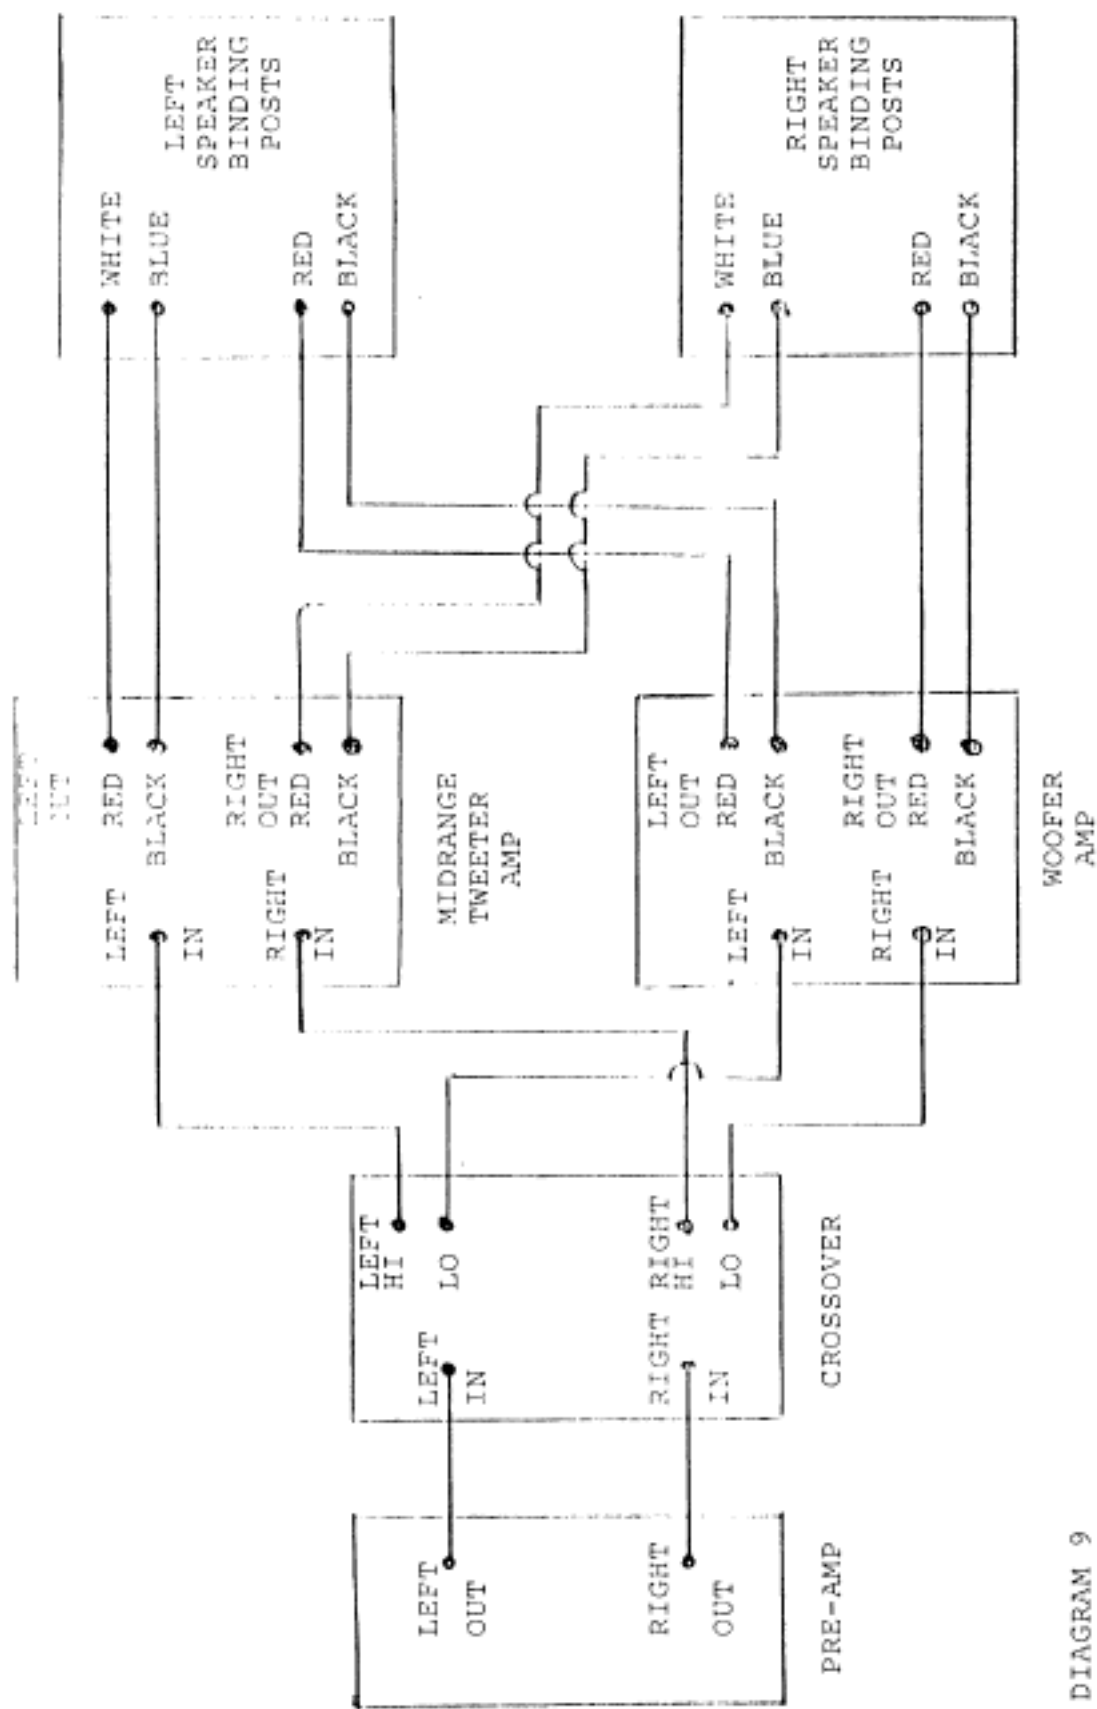 LEFT
OUT
RIGHT
OUT
PRE-AMP
LEFT
HI
LO
LEFT
IN
RIGHT
HI
LO
RIGHT
IN
CROSSOVER
OUT
RED
BLACK
LEFT
IN
RIGHT
OUT
RED
BLACK
RIGHT
IN
MIDRANGE
TWEETER
AMP
LEFT
OUT
RED
BLACK
LEFT
IN
RIGHT
OUT
RED
BLACK
RIGHT
IN
WOOFER
AMP
WHITE
BLUE
RED
BLACK
LEFT
SPEAKER
BINDING
POSTS
WHITE
BLUE
RED
BLACK
RIGHT
SPEAKER
BINDING
POSTS
DIAGRAM 9